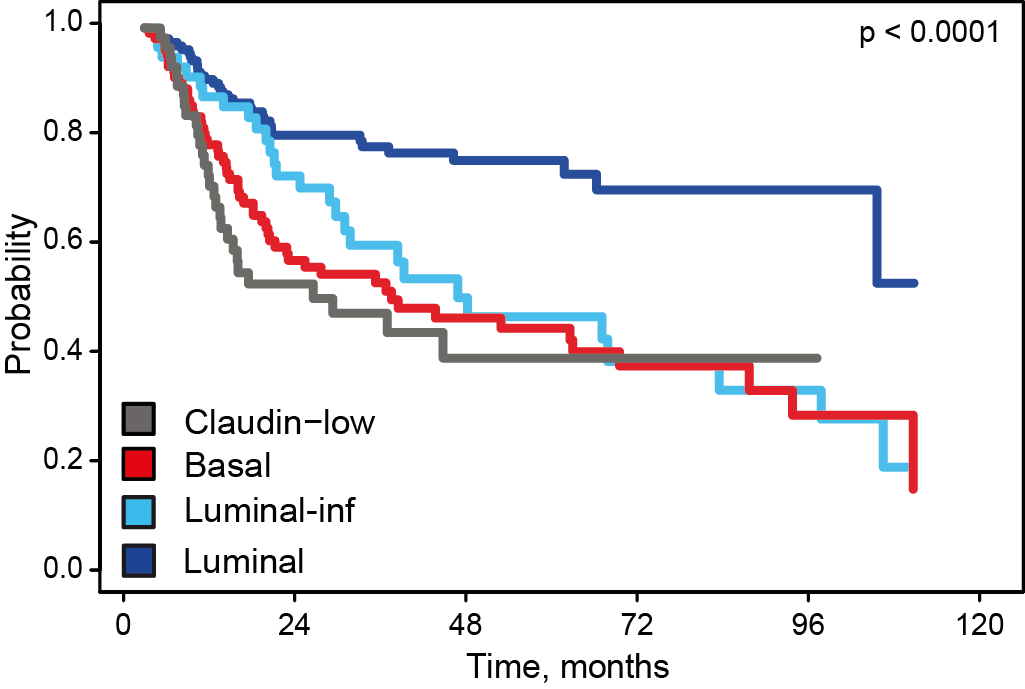 p < 0.0001
Probability
1.0
0.8
0.6
0.4
0.2
0.0
Claudin−low
Basal
Luminal-inf
Luminal
0 24 48 72 96 120
Time, months